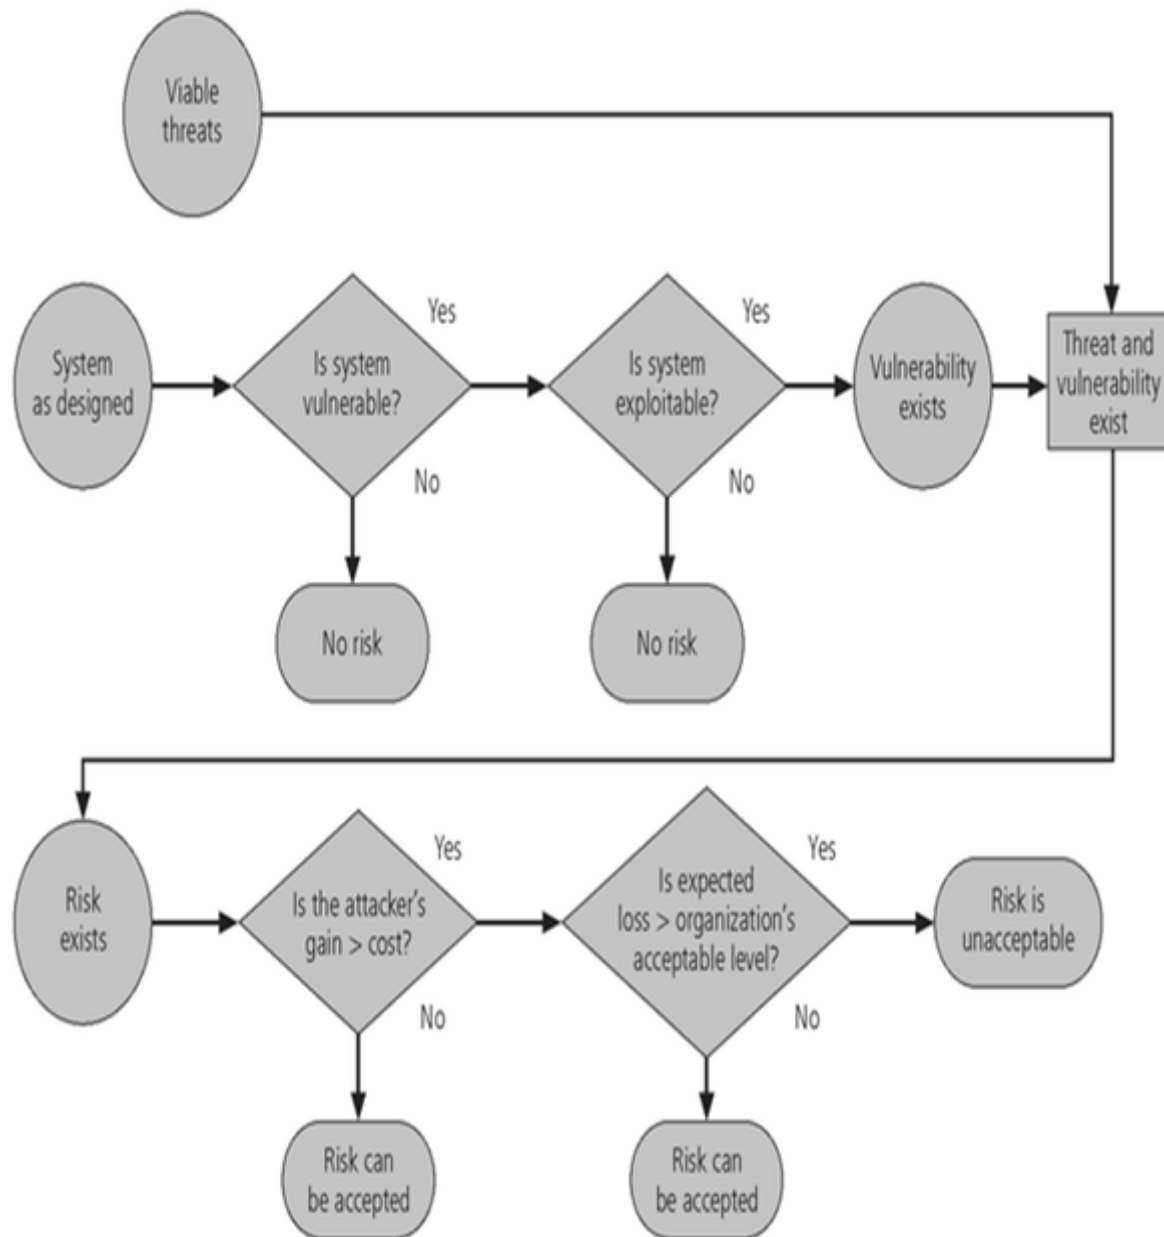 Viable
threats
System
as designed
Is system
vulnerable?
Yes
No
No risk
Is system
exploitable?
Yes
No
No risk
Vulnerability
exists
Threat and
vulnerability
exist
Risk
exists
Is the attacker's
gain > cost?
Yes
No
Risk can
be accepted
Is expected
loss > organization's
acceptable level?
Yes
No
Risk can
be accepted
Risk is
unacceptable